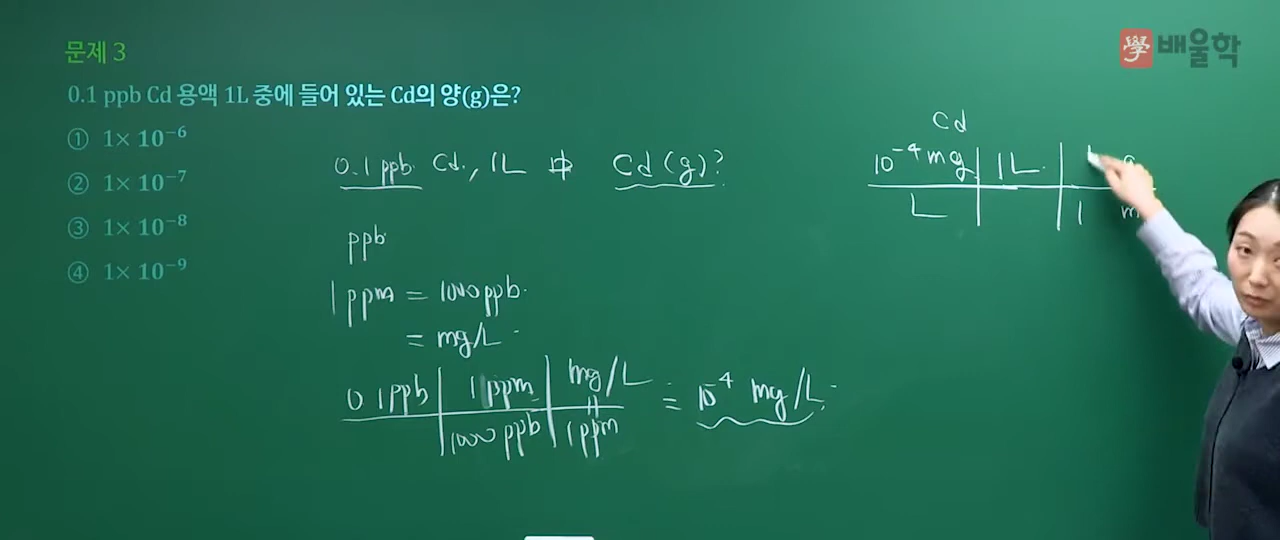 문제 3
學 배울학
0.1 ppb Cd 용액 1L 중에 들어 있는 Cd의 양(g)은?
① 1× 10⁻⁶
② 1× 10⁻⁷
③ 1× 10⁻⁸
④ 1× 10⁻⁹
0.1 ppb Cd., 1L 中 Cd(g)?
ppb
1 ppm = 1000 ppb.
= mg/L
0.1 ppb | 1 ppm | mg/L
1000 ppb | 1 ppm
= 10⁻⁴ mg/L
Cd
10⁻⁴ mg | 1L |
L | | 1